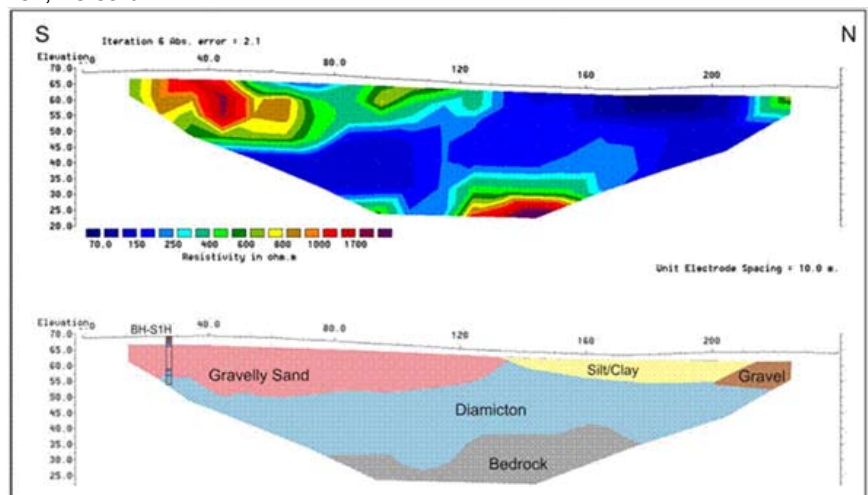 S
N
Iteration 6 Abs. error = 2.1
Elevation
.0 40.0 80.0 120 160 200
70.0
65.0
60.0
55.0
50.0
45.0
40.0
35.0
30.0
25.0
20.0
70.0 150 250 400 600 800 1000 1700
Resistivity in ohm.m
Unit Electrode Spacing = 10.0 m.
Elevation
BH-S1H
.0 40.0 80.0 120 160 200
70.0
65.0
60.0
55.0
50.0
45.0
40.0
35.0
30.0
25.0
Gravelly Sand
Silt/Clay
Gravel
Diamicton
Bedrock